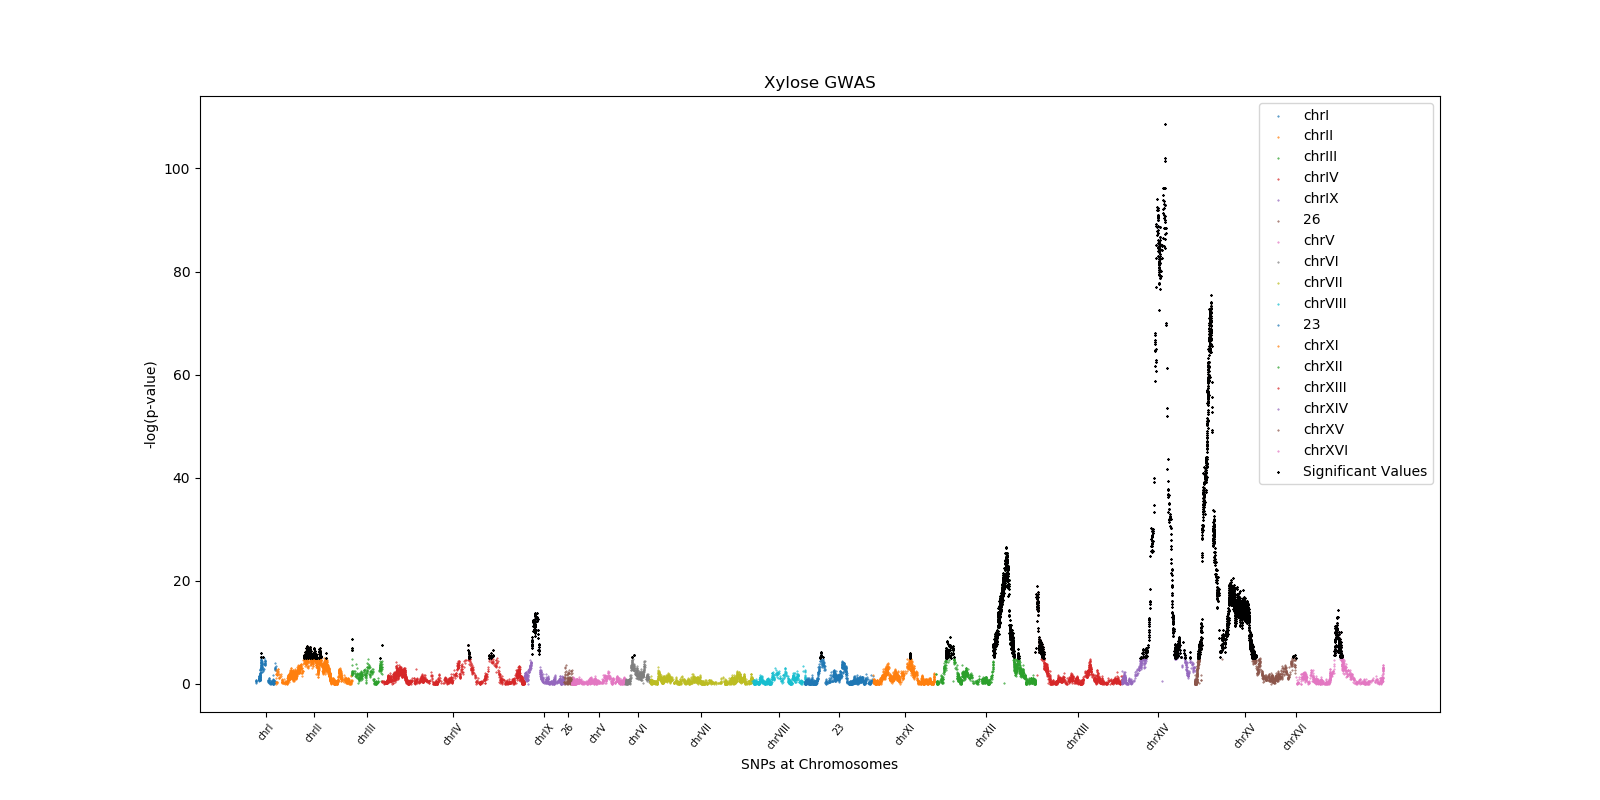 Xylose GWAS
100
80
60
40
20
0
-log(p-value)
chrI
chrII
chrIII
chrIV
chrIX
26
chrV
chrVI
chrVII
chrVIII
23
chrXI
chrXII
chrXIII
chrXIV
chrXV
chrXVI
Significant Values
chrI
chrII
chrIII
chrIV
chrIX
26
chrV
chrVI
chrVII
chrVIII
23
chrXI
chrXII
chrXIII
chrXIV
chrXV
chrXVI
SNPs at Chromosomes